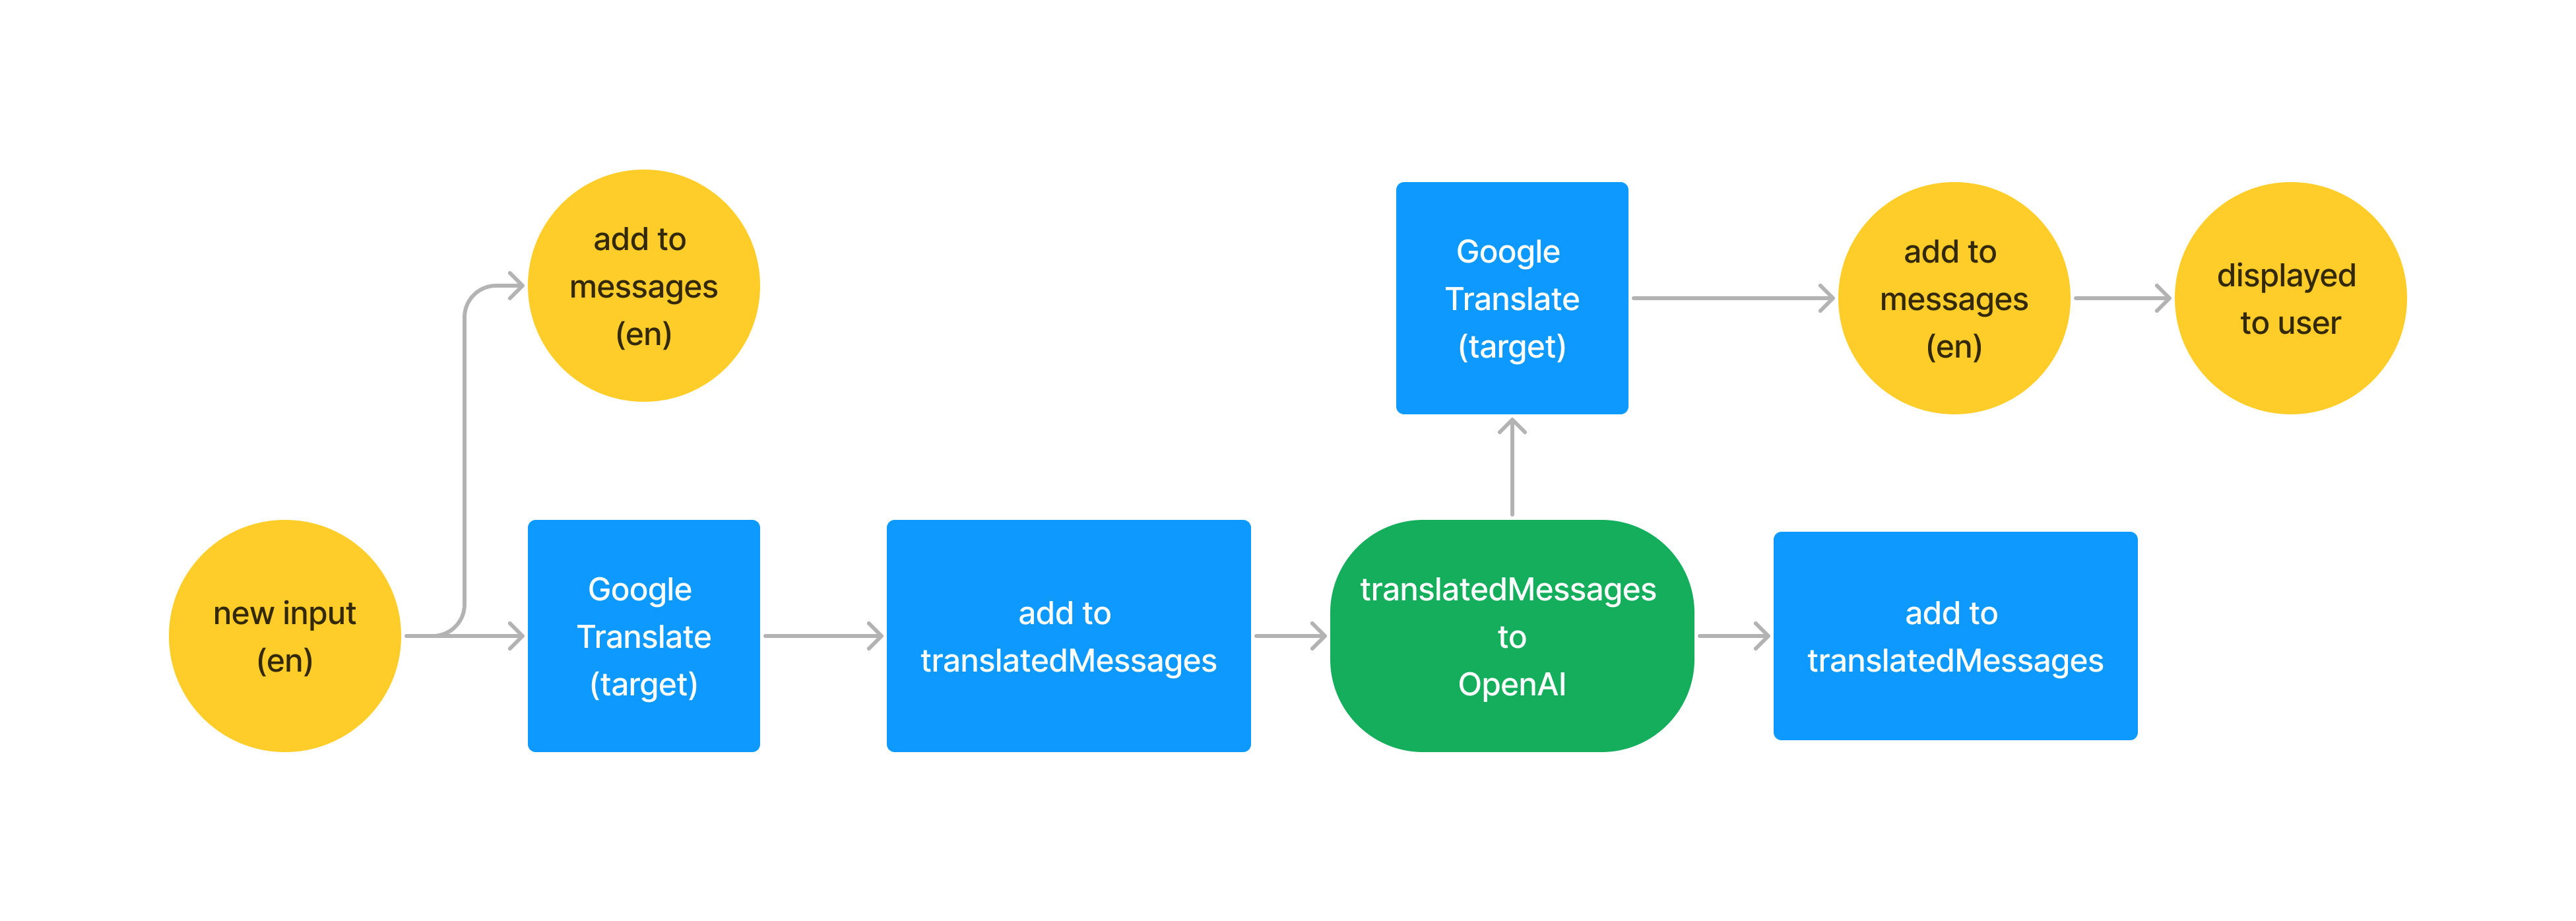 add to
messages
(en)
Google
Translate
(target)
add to
messages
(en)
displayed
to user
new input
(en)
Google
Translate
(target)
add to
translatedMessages
translatedMessages
to
OpenAI
add to
translatedMessages